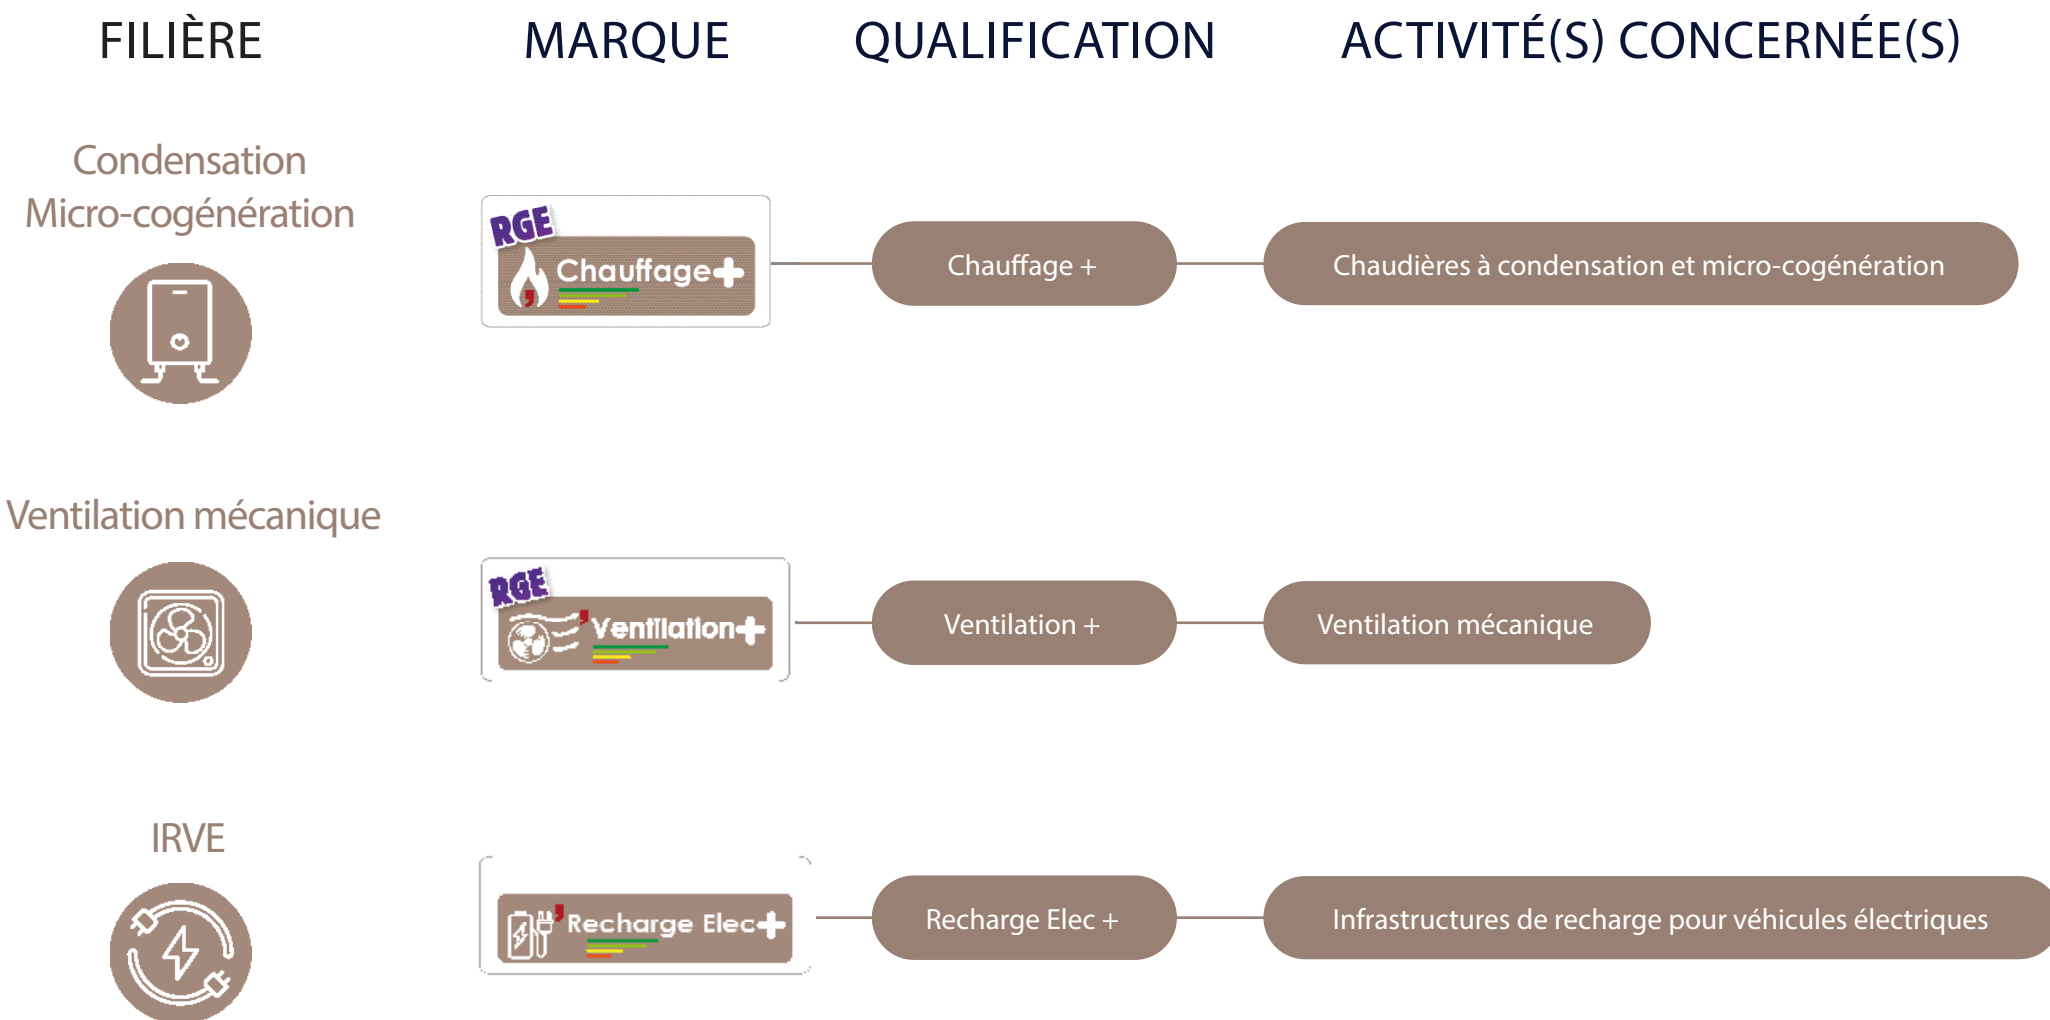 FILIÈRE MARQUE QUALIFICATION ACTIVITÉ(S) CONCERNÉE(S)
Condensation
Micro-cogénération
RGE
Chauffage+
Chauffage +
Chaudières à condensation et micro-cogénération
Ventilation mécanique
RGE
Ventilation+
Ventilation +
Ventilation mécanique
IRVE
Recharge Elec+
Recharge Elec +
Infrastructures de recharge pour véhicules électriques